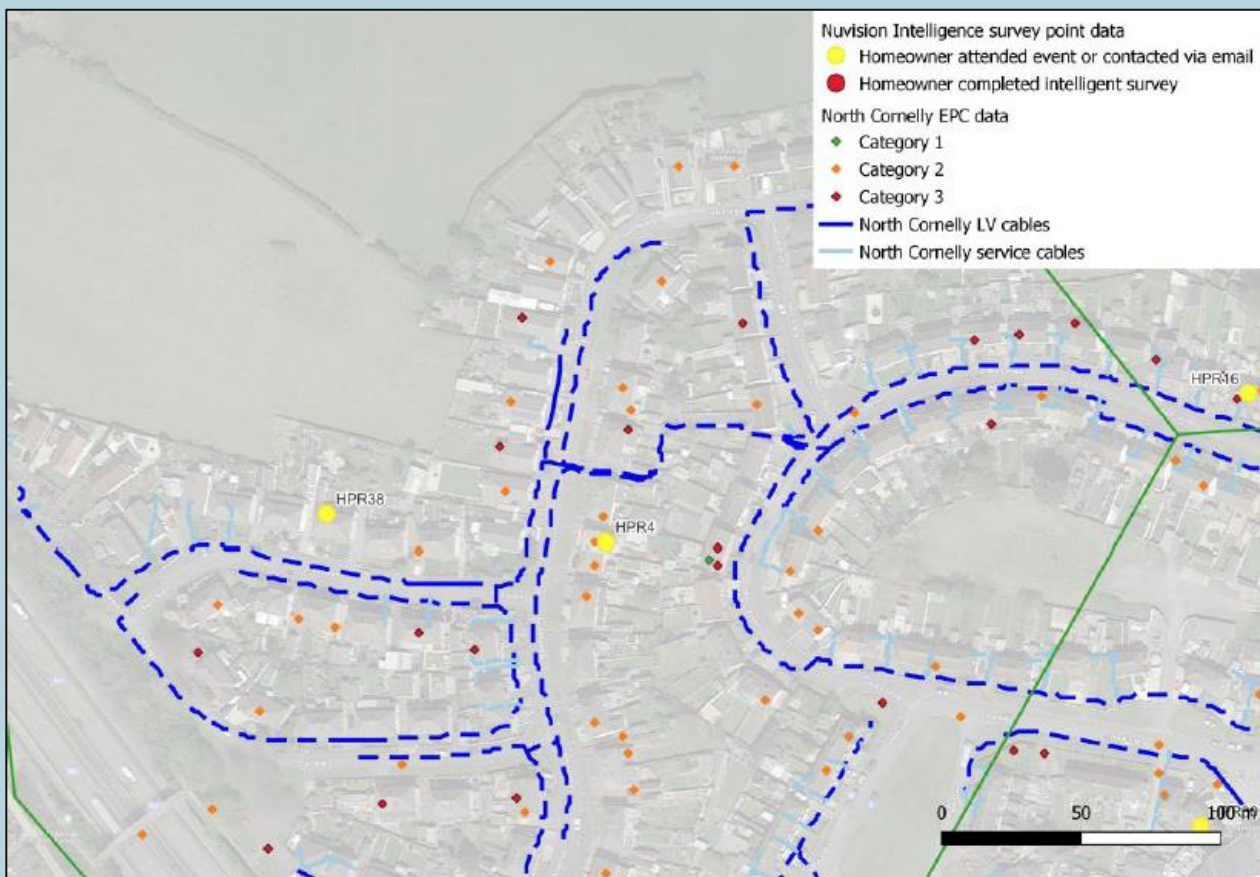 Nuvision Intelligence survey point data
Homeowner attended event or contacted via email
Homeowner completed intelligent survey
North Cornelly EPC data
Category 1
Category 2
Category 3
North Cornelly LV cables
North Cornelly service cables
HPR16
HPR38
HPR4
0 50 100 m